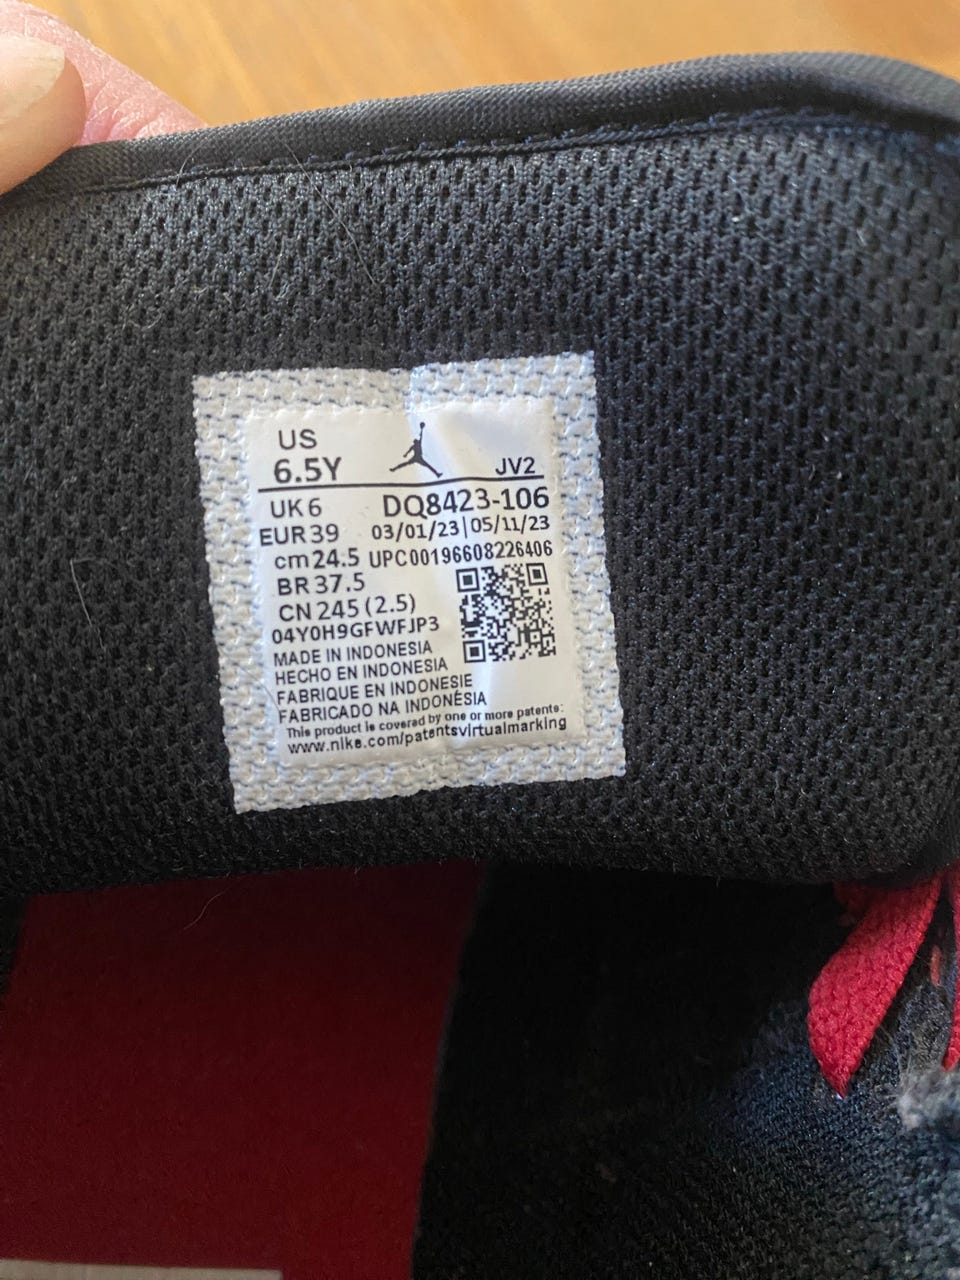 US
6.5Y
JV2
UK 6
DQ8423-106
EUR 39
03/01/23|05/11/23
cm 24.5
UPC00196608226406
BR 37.5
CN 245 (2.5)
04Y0H9GFWFJP3
MADE IN INDONESIA
HECHO EN INDONESIA
FABRIQUE EN INDONESIE
FABRICADO NA INDONÉSIA
This product is covered by one or more patents:
www.nike.com/patentsvirtualmarking